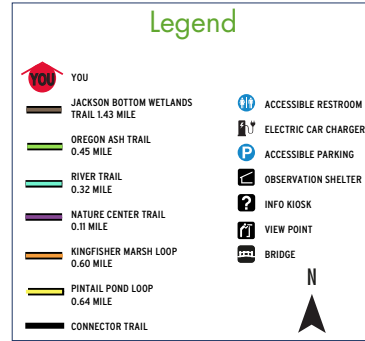 Legend
YOU
YOU
JACKSON BOTTOM WETLANDS
TRAIL 1.43 MILE
OREGON ASH TRAIL
0.45 MILE
RIVER TRAIL
0.32 MILE
NATURE CENTER TRAIL
0.11 MILE
KINGFISHER MARSH LOOP
0.60 MILE
PINTAIL POND LOOP
0.64 MILE
CONNECTOR TRAIL
ACCESSIBLE RESTROOM
ELECTRIC CAR CHARGER
P
ACCESSIBLE PARKING
OBSERVATION SHELTER
?
INFO KIOSK
VIEW POINT
BRIDGE
N